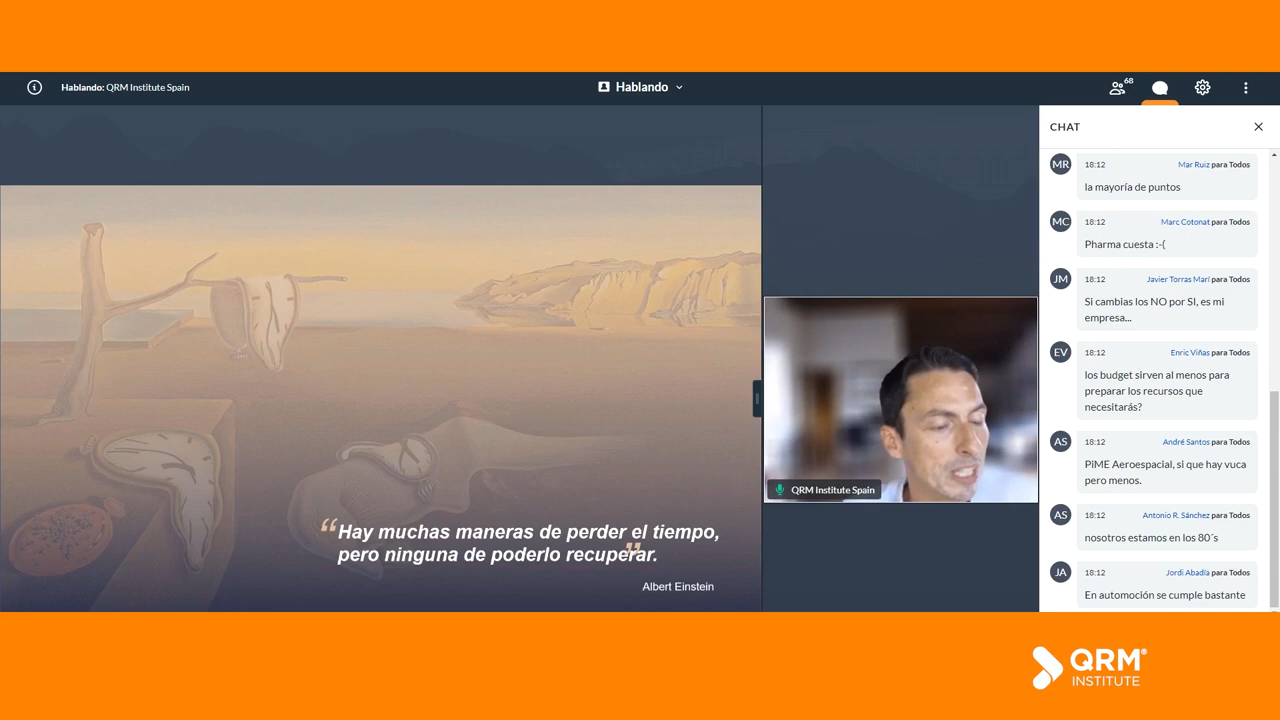 Hablando: QRM Institute Spain
Hablando
68
CHAT
MR
18:12 Mar Ruiz para Todos
la mayoría de puntos
MC
18:12 Marc Cotonat para Todos
Pharma cuesta :-(
JM
18:12 Javier Torras Marí para Todos
Si cambias los NO por SI, es mi
empresa...
EV
18:12 Enric Viñas para Todos
los budget sirven al menos para
preparar los recursos que
necesitarás?
AS
18:12 André Santos para Todos
PiME Aeroespacial, si que hay vuca
pero menos.
AS
18:12 Antonio R. Sánchez para Todos
nosotros estamos en los 80´s
JA
18:12 Jordi Abadía para Todos
En automoción se cumple bastante
QRM Institute Spain
“Hay muchas maneras de perder el tiempo,
pero ninguna de poderlo recuperar.”
Albert Einstein
QRM®
INSTITUTE